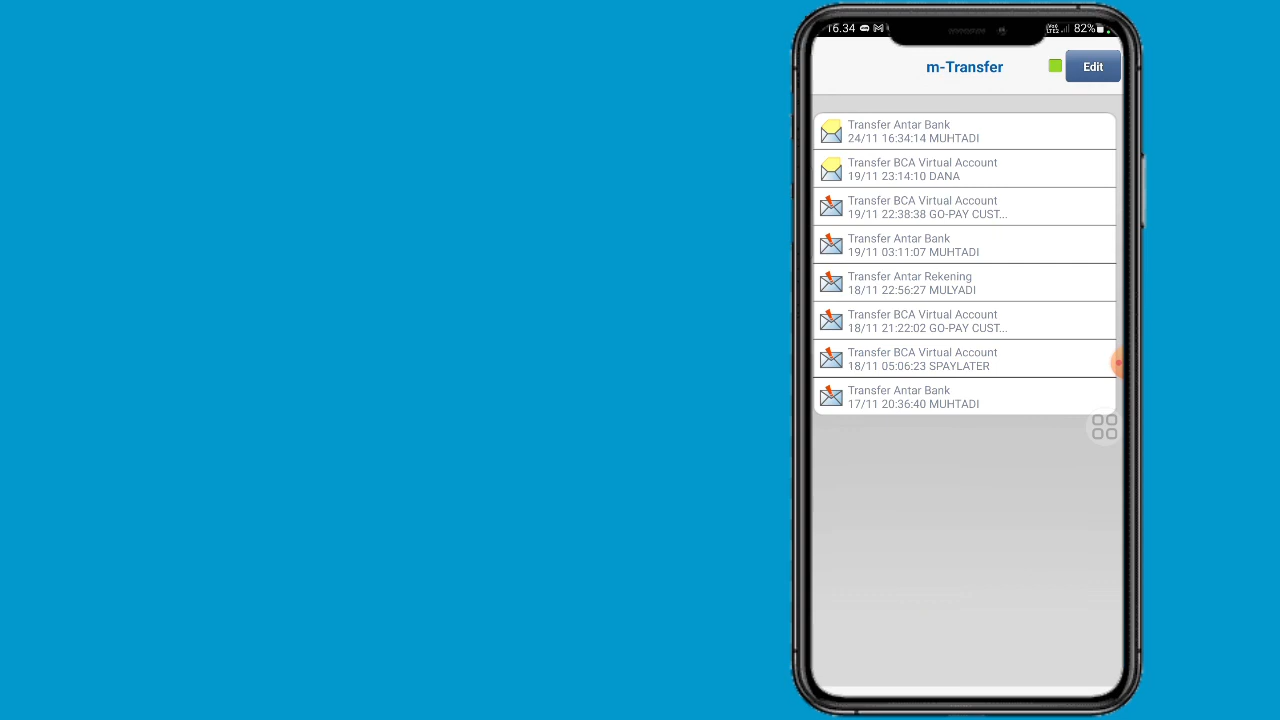 16.34
82%
m-Transfer
Edit
Transfer Antar Bank
24/11 16:34:14 MUHTADI
Transfer BCA Virtual Account
19/11 23:14:10 DANA
Transfer BCA Virtual Account
19/11 22:38:38 GO-PAY CUST...
Transfer Antar Bank
19/11 03:11:07 MUHTADI
Transfer Antar Rekening
18/11 22:56:27 MULYADI
Transfer BCA Virtual Account
18/11 21:22:02 GO-PAY CUST...
Transfer BCA Virtual Account
18/11 05:06:23 SPAYLATER
Transfer Antar Bank
17/11 20:36:40 MUHTADI